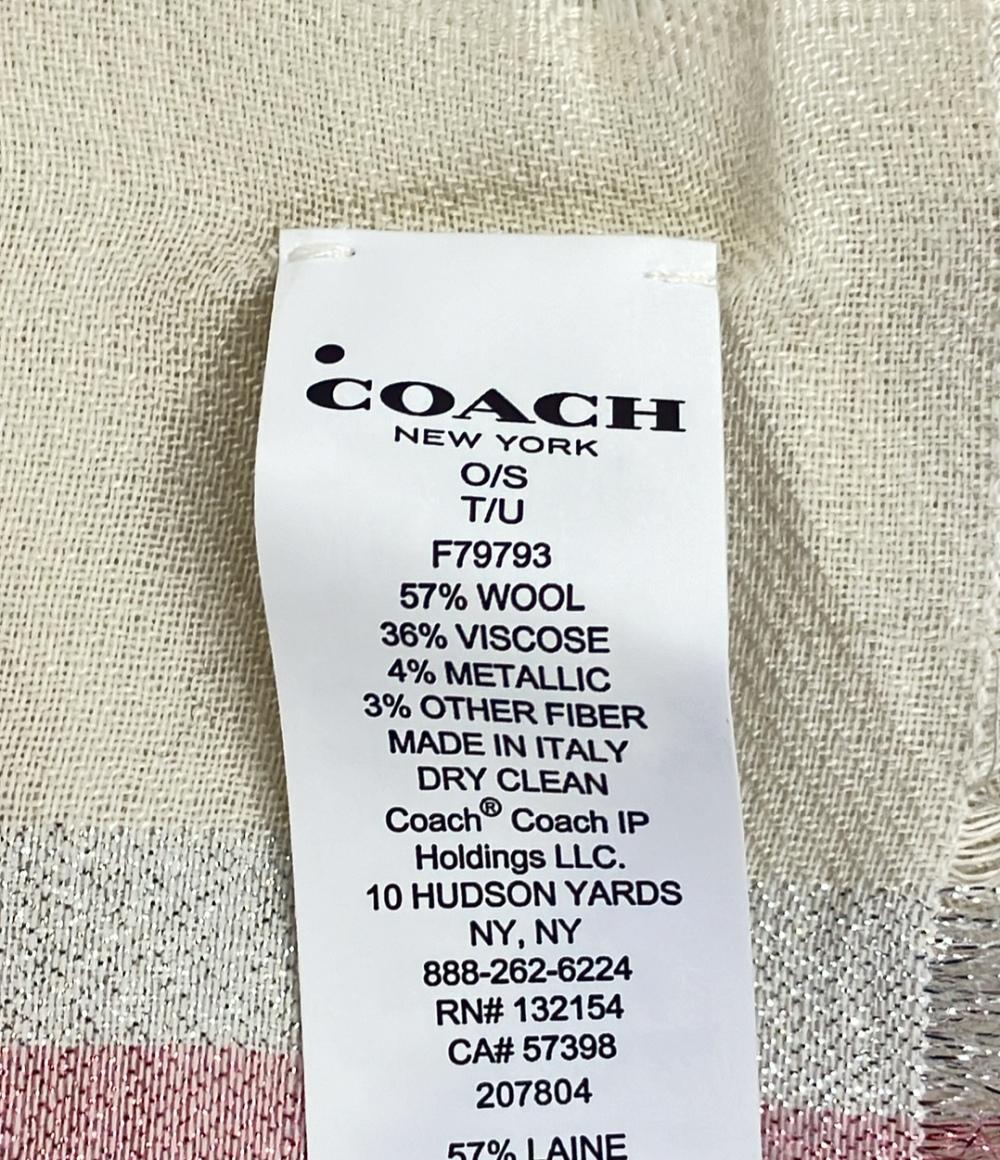 COACH
NEW YORK
O/S
T/U
F79793
57% WOOL
36% VISCOSE
4% METALLIC
3% OTHER FIBER
MADE IN ITALY
DRY CLEAN
Coach® Coach IP
Holdings LLC.
10 HUDSON YARDS
NY, NY
888-262-6224
RN# 132154
CA# 57398
207804
57% LAINE